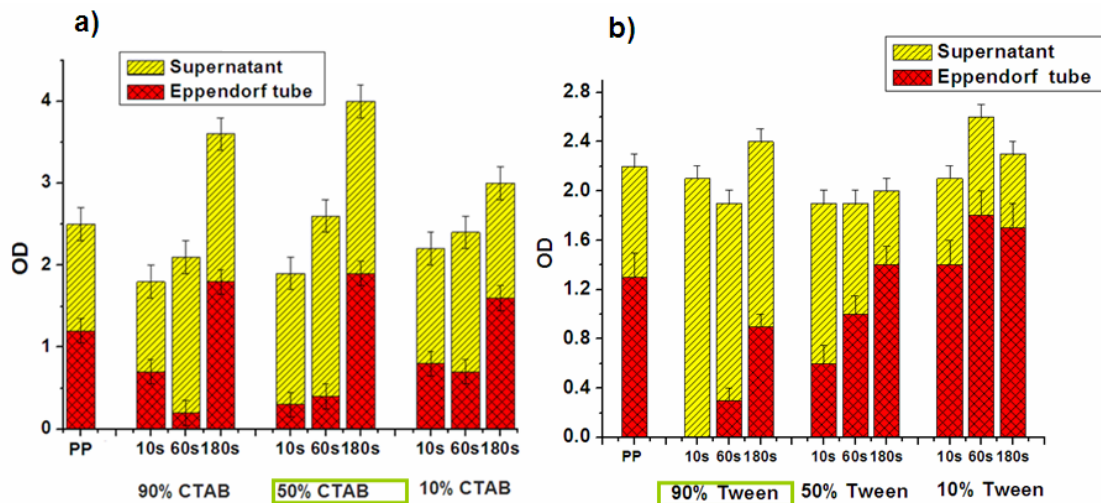 a)
Supernatant
Eppendorf tube
4
3
2
1
0
OD
PP
10s 60s 180s
10s 60s 180s
10s 60s 180s
90% CTAB
50% CTAB
10% CTAB
b)
Supernatant
Eppendorf tube
2.8
2.4
2.0
1.6
1.2
0.8
0.4
0.0
OD
PP
10s 60s 180s
10s 60s 180s
10s 60s 180s
90% Tween
50% Tween
10% Tween